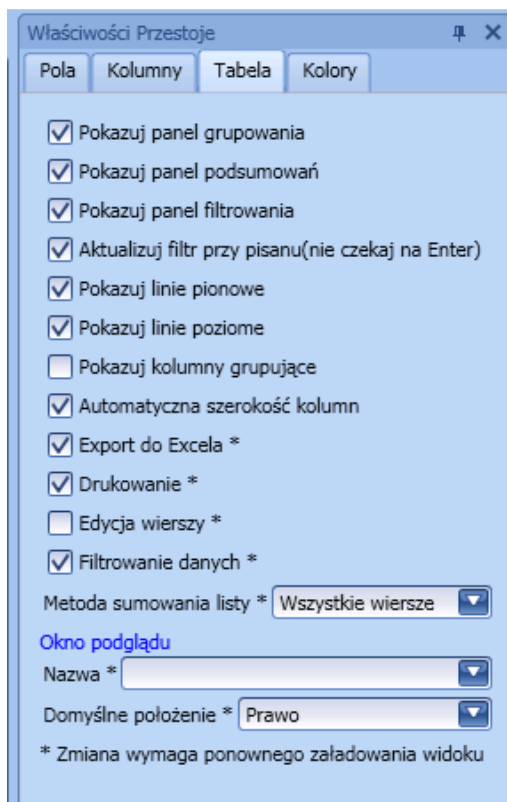 Właściwości Przestoje
Pola Kolumny Tabela Kolory
Pokazuj panel grupowania
Pokazuj panel podsumowań
Pokazuj panel filtrowania
Aktualizuj filtr przy pisanu(nie czekaj na Enter)
Pokazuj linie pionowe
Pokazuj linie poziome
Pokazuj kolumny grupujące
Automatyczna szerokość kolumn
Export do Excela *
Drukowanie *
Edycja wierszy *
Filtrowanie danych *
Metoda sumowania listy * Wszystkie wiersze
Okno podglądu
Nazwa *
Domyślne położenie * Prawo
* Zmiana wymaga ponownego załadowania widoku